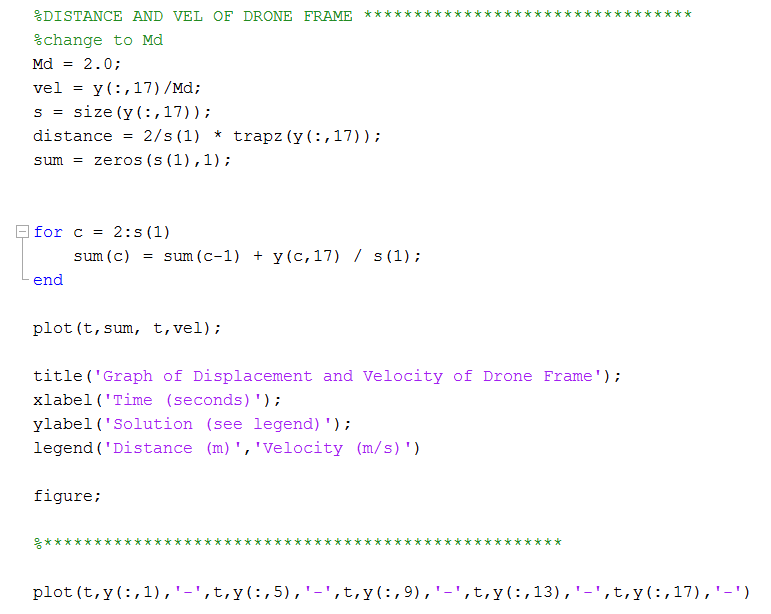 %DISTANCE AND VEL OF DRONE FRAME *********************************
%change to Md
Md = 2.0;
vel = y(:,17)/Md;
s = size(y(:,17));
distance = 2/s(1) * trapz(y(:,17));
sum = zeros(s(1),1);
for c = 2:s(1)
    sum(c) = sum(c-1) + y(c,17) / s(1);
end
plot(t,sum, t,vel);
title('Graph of Displacement and Velocity of Drone Frame');
xlabel('Time (seconds)');
ylabel('Solution (see legend)');
legend('Distance (m)','Velocity (m/s)')
figure;
%****************************************************
plot(t,y(:,1),'-',t,y(:,5),'-',t,y(:,9),'-',t,y(:,13),'-',t,y(:,17),'-')